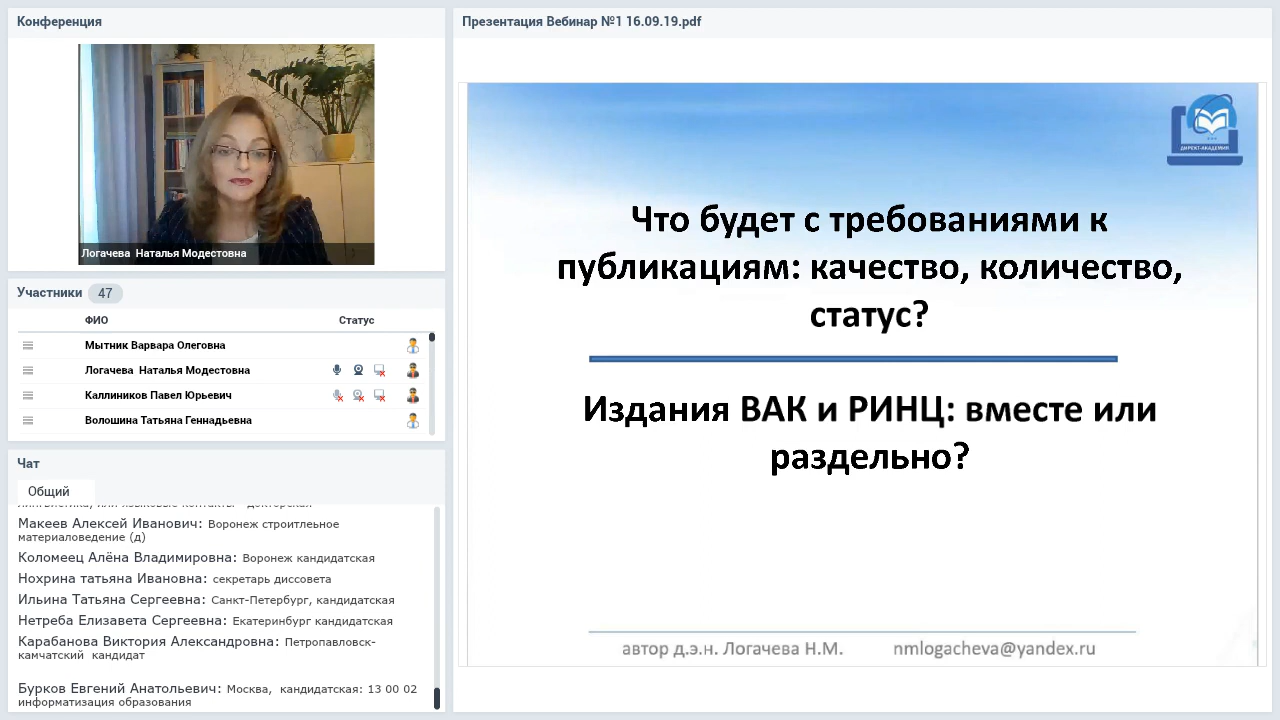 Конференция
Логачева  Наталья Модестовна
Участники 47
ФИО Статус
Мытник Варвара Олеговна
Логачева  Наталья Модестовна
Каллиников Павел Юрьевич
Волошина Татьяна Геннадьевна
Чат
Общий
Макеев Алексей Иванович: Воронеж строитлеьное
материаловедение (д)
Коломеец Алёна Владимировна: Воронеж кандидатская
Нохрина татьяна Ивановна: секретарь диссовета
Ильина Татьяна Сергеевна: Санкт-Петербург, кандидатская
Нетреба Елизавета Сергеевна: Екатеринбург кандидатская
Карабанова Виктория Александровна: Петропавловск-
камчатский  кандидат
Бурков Евгений Анатольевич: Москва,  кандидатская: 13 00 02
информатизация образования
Презентация Вебинар №1 16.09.19.pdf
ДИРЕКТ-АКАДЕМИЯ
Что будет с требованиями к
публикациям: качество, количество,
статус?
Издания ВАК и РИНЦ: вместе или
раздельно?
автор д.э.н. Логачева Н.М. nmlogacheva@yandex.ru